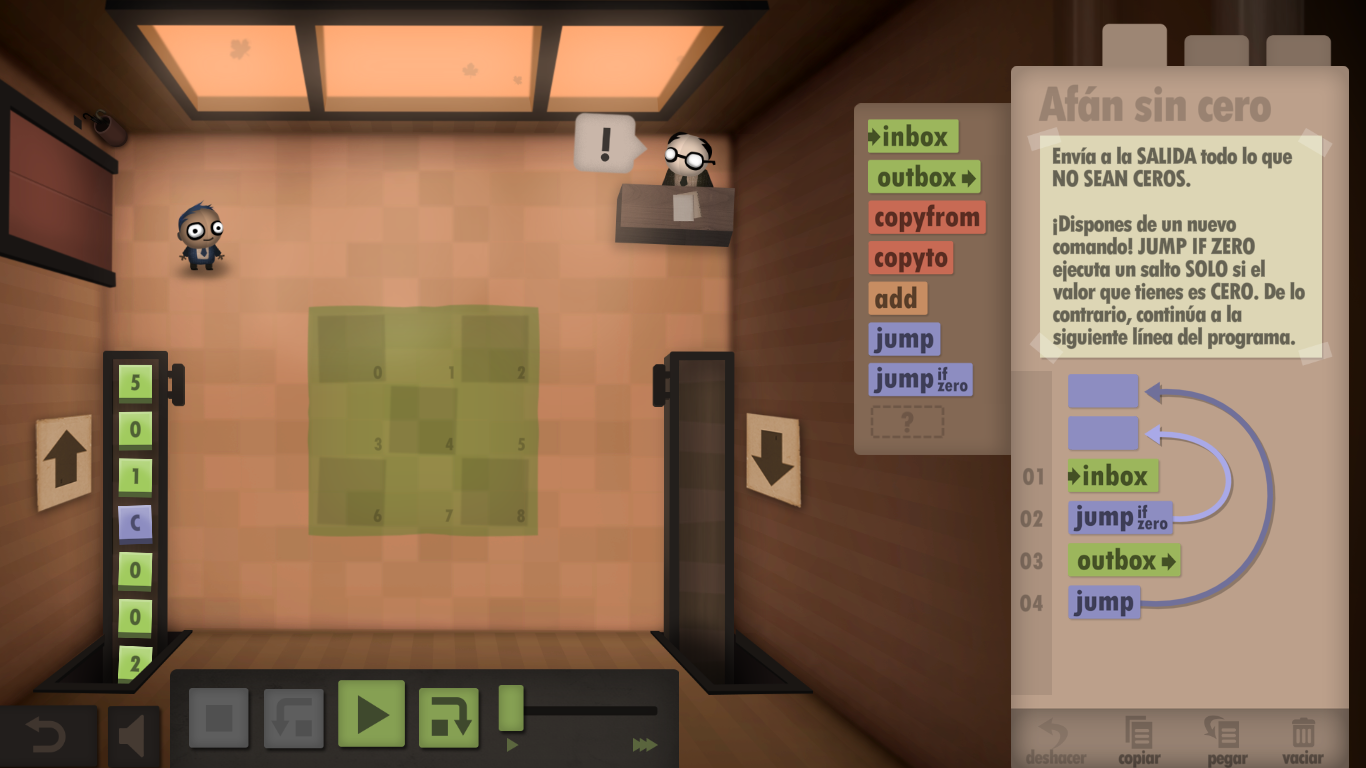 Afán sin cero
Envía a la SALIDA todo lo que
NO SEAN CEROS.
¡Dispones de un nuevo
comando! JUMP IF ZERO
ejecuta un salto SOLO si el
valor que tienes es CERO. De lo
contrario, continúa a la
siguiente línea del programa.
!
inbox
outbox
copyfrom
copyto
add
jump
jump if zero
?
01 inbox
02 jump if zero
03 outbox
04 jump
5
0
1
C
0
0
2
0 1 2
3 4 5
6 7 8
deshacer copiar pegar vaciar